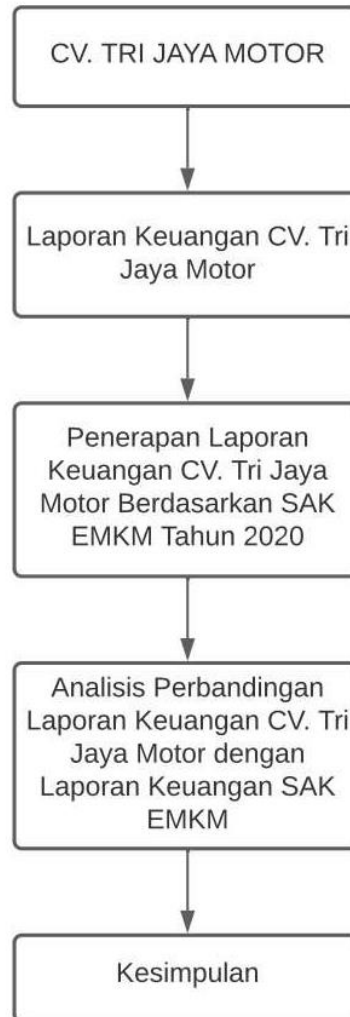 CV. TRI JAYA MOTOR
Laporan Keuangan CV. Tri
Jaya Motor
Penerapan Laporan
Keuangan CV. Tri Jaya
Motor Berdasarkan SAK
EMKM Tahun 2020
Analisis Perbandingan
Laporan Keuangan CV. Tri
Jaya Motor dengan
Laporan Keuangan SAK
EMKM
Kesimpulan